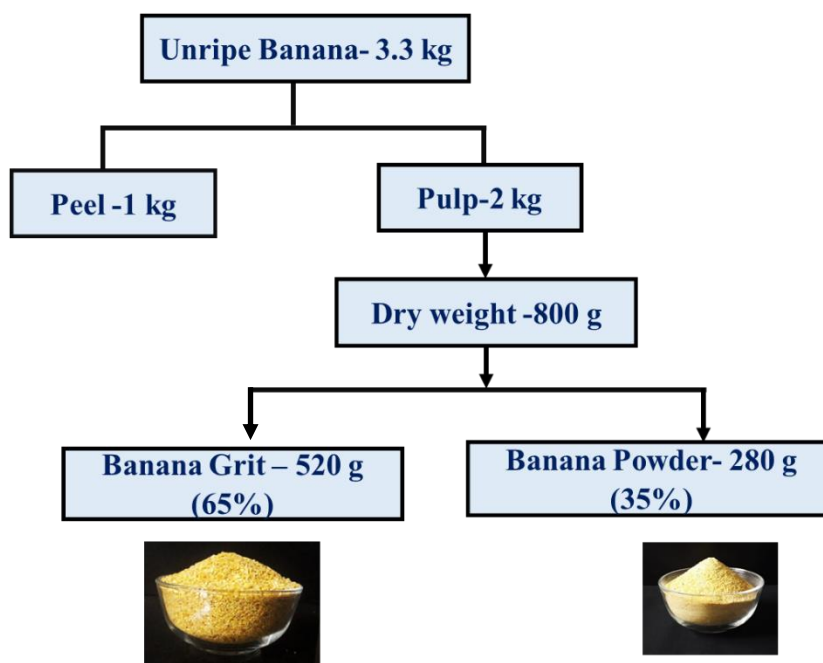 Unripe Banana- 3.3 kg
Peel -1 kg
Pulp-2 kg
Dry weight -800 g
Banana Grit – 520 g
(65%)
Banana Powder- 280 g
(35%)